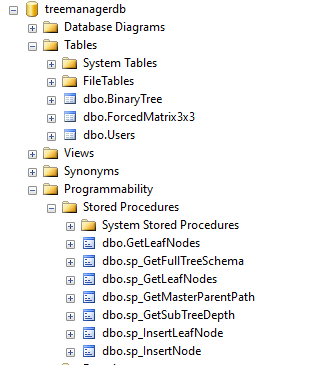 treemanagerdb
Database Diagrams
Tables
System Tables
FileTables
dbo.BinaryTree
dbo.ForcedMatrix3x3
dbo.Users
Views
Synonyms
Programmability
Stored Procedures
System Stored Procedures
dbo.GetLeafNodes
dbo.sp_GetFullTreeSchema
dbo.sp_GetLeafNodes
dbo.sp_GetMasterParentPath
dbo.sp_GetSubTreeDepth
dbo.sp_InsertLeafNode
dbo.sp_InsertNode